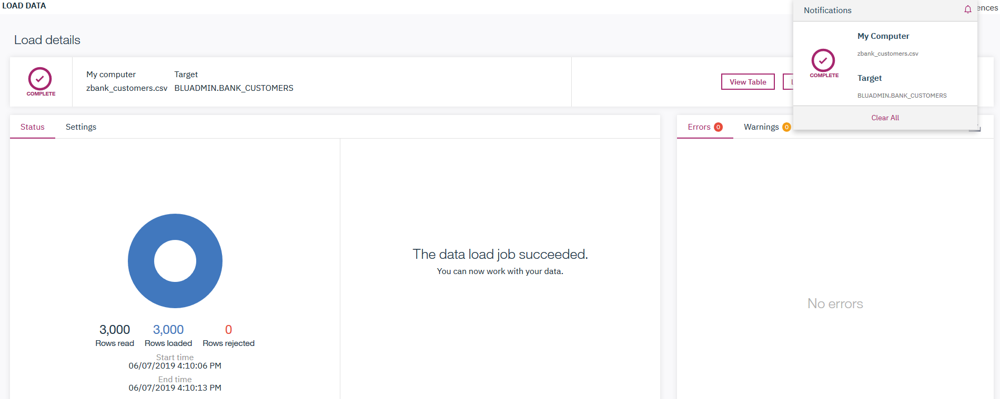 LOAD DATA
ences
Notifications
My Computer
zbank_customers.csv
COMPLETE
Target
BLUADMIN.BANK_CUSTOMERS
Clear All
Load details
COMPLETE
My computer
zbank_customers.csv
Target
BLUADMIN.BANK_CUSTOMERS
View Table
Status
Settings
3,000
Rows read
3,000
Rows loaded
0
Rows rejected
Start time
06/07/2019 4:10:06 PM
End time
06/07/2019 4:10:13 PM
The data load job succeeded.
You can now work with your data.
Errors 0
Warnings 0
No errors